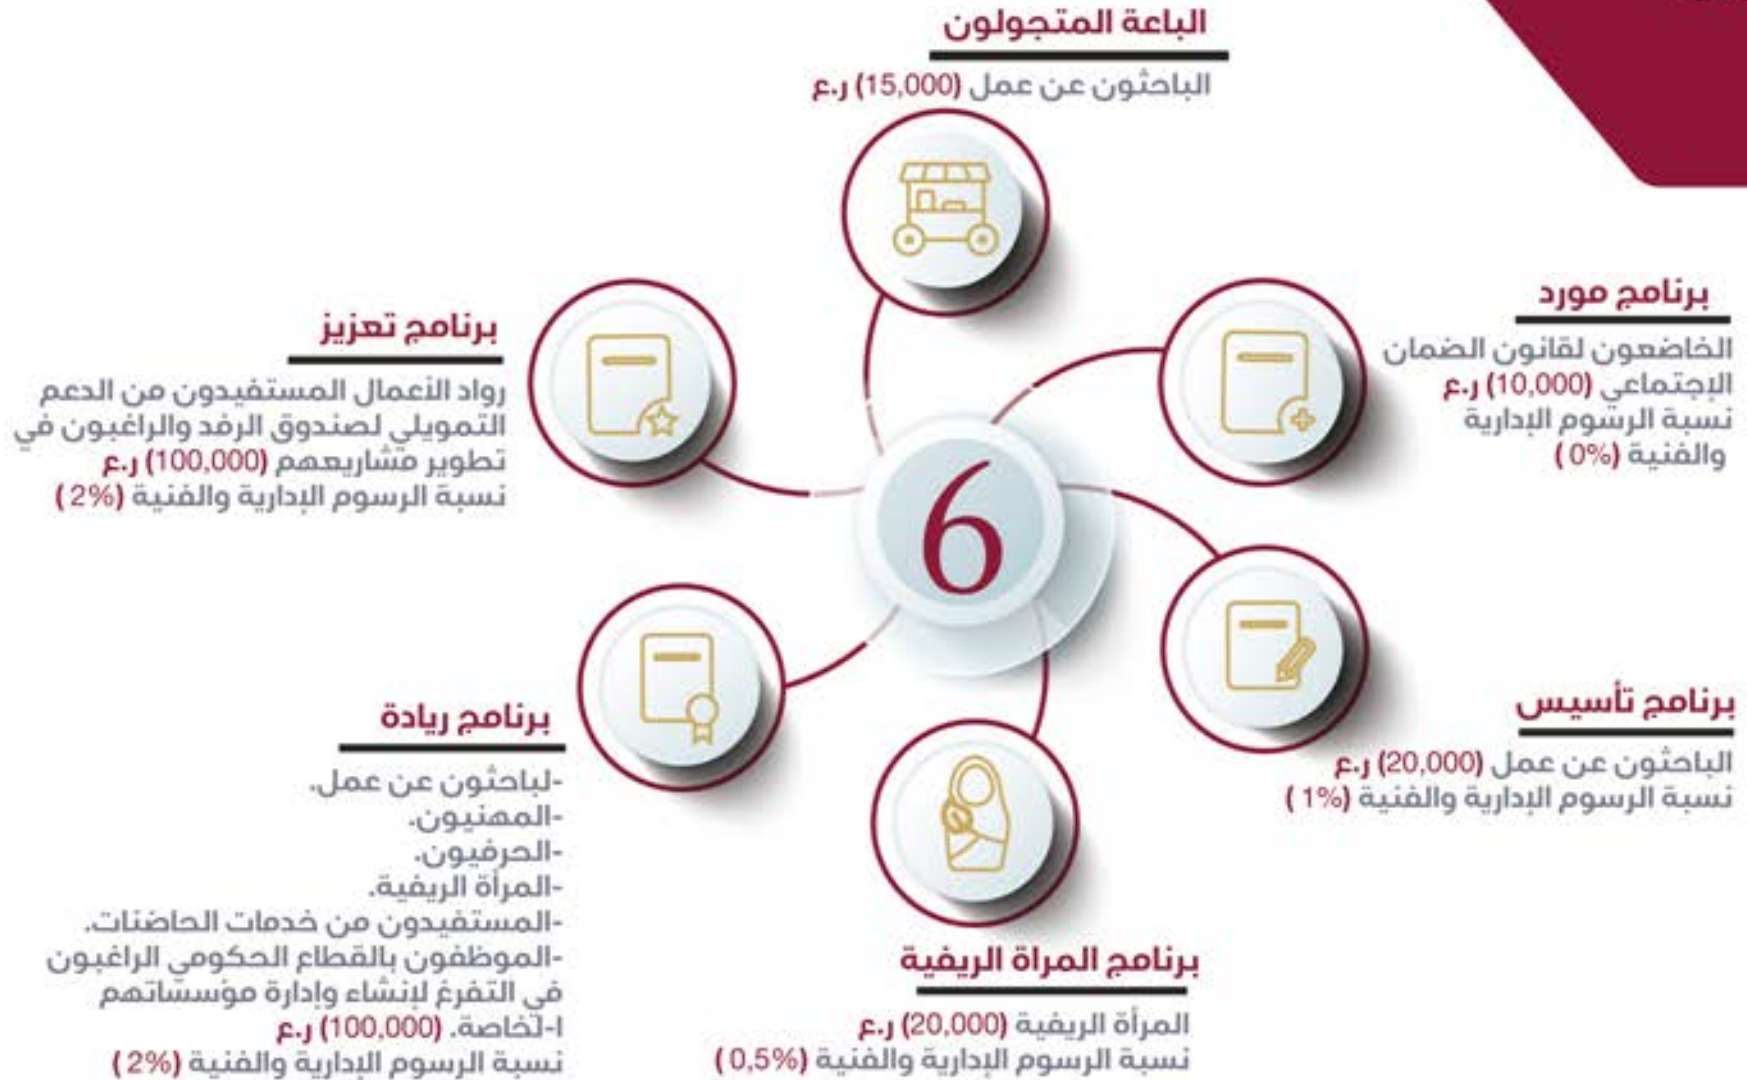 الباعة المتجولون
الباحثون عن عمل (15,000) ر.ع
برنامج مورد
الخاضعون لقانون الضمان
الإجتماعي (10,000) ر.ع
نسبة الرسوم الإدارية
والفنية (0%)
برنامج تعزيز
رواد الأعمال المستفيدون من الدعم
التمويلي لصندوق الرفد والراغبون في
تطوير مشاريعهم (100,000) ر.ع
نسبة الرسوم الإدارية والفنية (2%)
6
برنامج تأسيس
الباحثون عن عمل (20,000) ر.ع
نسبة الرسوم الإدارية والفنية (1%)
برنامج ريادة
-لباحثون عن عمل.
-المهنيون.
-الحرفيون.
-المرأة الريفية.
-المستفيدون من خدمات الحاضنات.
-الموظفون بالقطاع الحكومي الراغبون
في التفرغ لإنشاء وإدارة مؤسساتهم
ا-لخاصة. (100,000) ر.ع
نسبة الرسوم الإدارية والفنية (2%)
برنامج المراة الريفية
المرأة الريفية (20,000) ر.ع
نسبة الرسوم الإدارية والفنية (0,5%)